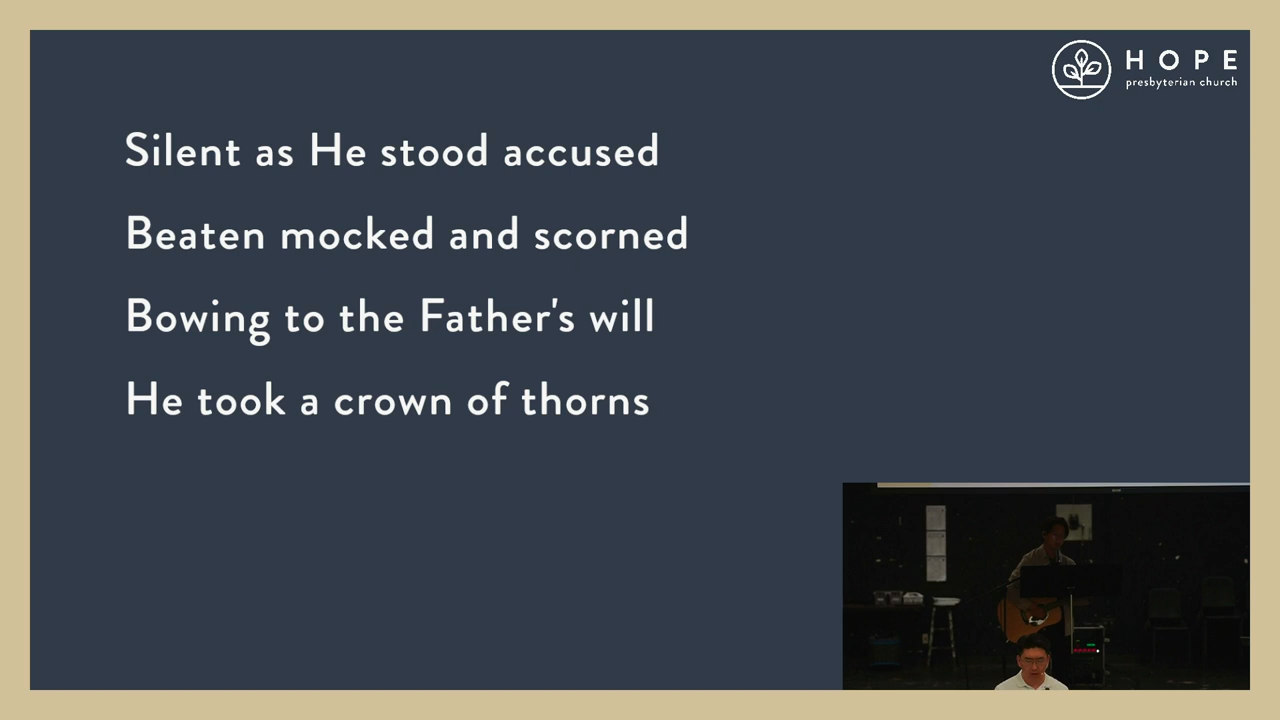 HOPE
presbyterian church
Silent as He stood accused
Beaten mocked and scorned
Bowing to the Father's will
He took a crown of thorns